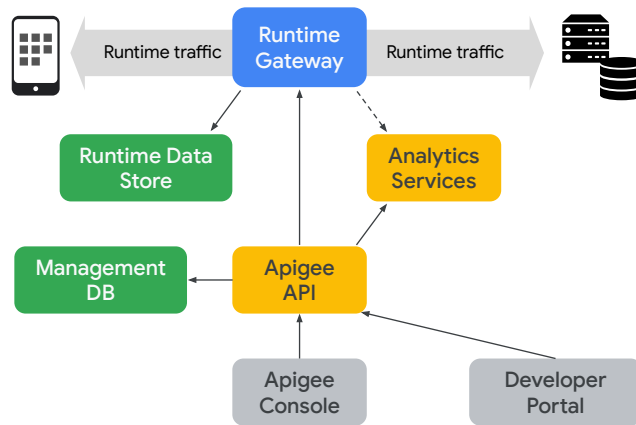 Runtime traffic
Runtime
Gateway
Runtime traffic
Runtime Data
Store
Analytics
Services
Management
DB
Apigee
API
Apigee
Console
Developer
Portal